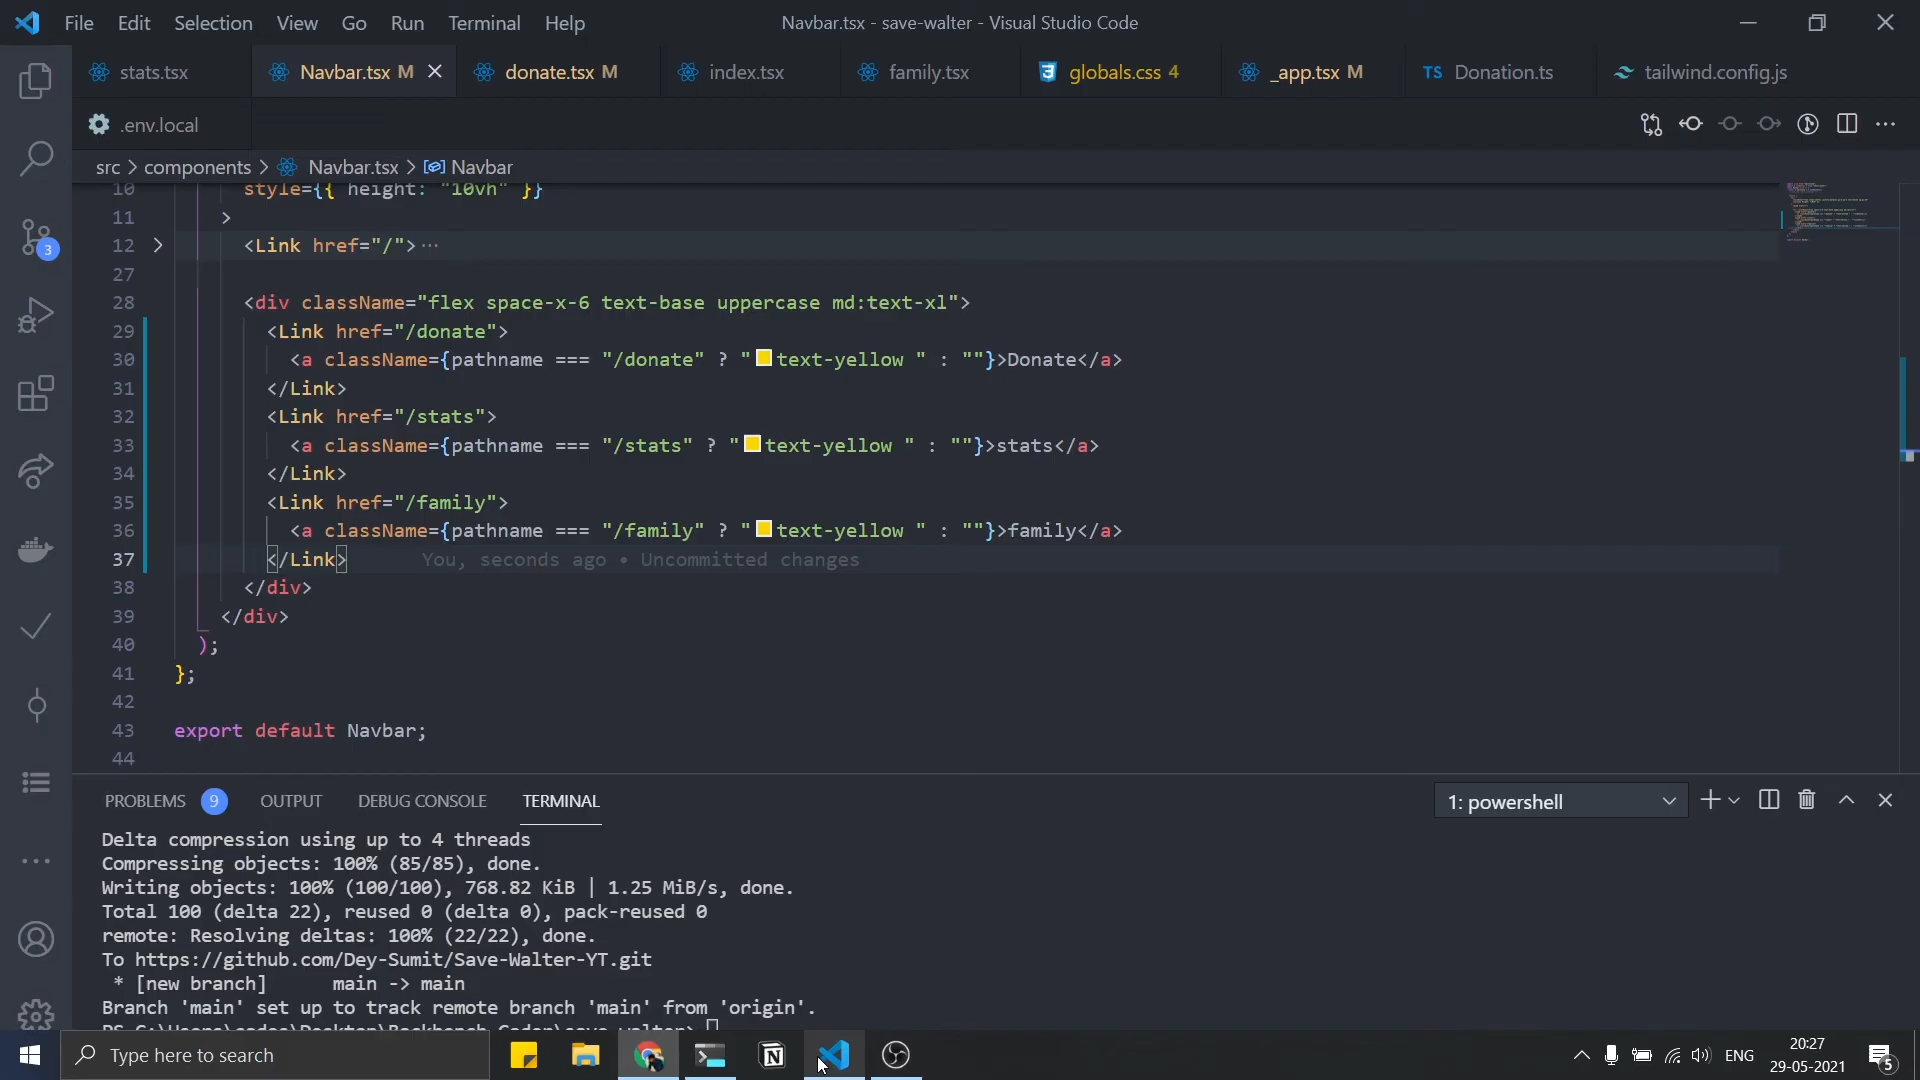 File Edit Selection View Go Run Terminal Help
Navbar.tsx - save-walter - Visual Studio Code
stats.tsx Navbar.tsx M donate.tsx M index.tsx family.tsx globals.css 4 _app.tsx M TS Donation.ts tailwind.config.js
.env.local
src > components > Navbar.tsx > Navbar
10 style={{ height: "10vh" }}
11 >
12 <Link href="/">···
27
28 <div className="flex space-x-6 text-base uppercase md:text-xl">
29 <Link href="/donate">
30 <a className={pathname === "/donate" ? "text-yellow " : ""}>Donate</a>
31 </Link>
32 <Link href="/stats">
33 <a className={pathname === "/stats" ? "text-yellow " : ""}>stats</a>
34 </Link>
35 <Link href="/family">
36 <a className={pathname === "/family" ? "text-yellow " : ""}>family</a>
37 </Link> You, seconds ago • Uncommitted changes
38 </div>
39 </div>
40 );
41 };
42
43 export default Navbar;
44
3
PROBLEMS 9 OUTPUT DEBUG CONSOLE TERMINAL 1: powershell
Delta compression using up to 4 threads
Compressing objects: 100% (85/85), done.
Writing objects: 100% (100/100), 768.82 KiB | 1.25 MiB/s, done.
Total 100 (delta 22), reused 0 (delta 0), pack-reused 0
remote: Resolving deltas: 100% (22/22), done.
To https://github.com/Dey-Sumit/Save-Walter-YT.git
* [new branch] main -> main
Branch 'main' set up to track remote branch 'main' from 'origin'.
Type here to search
ENG
20:27
29-05-2021
5